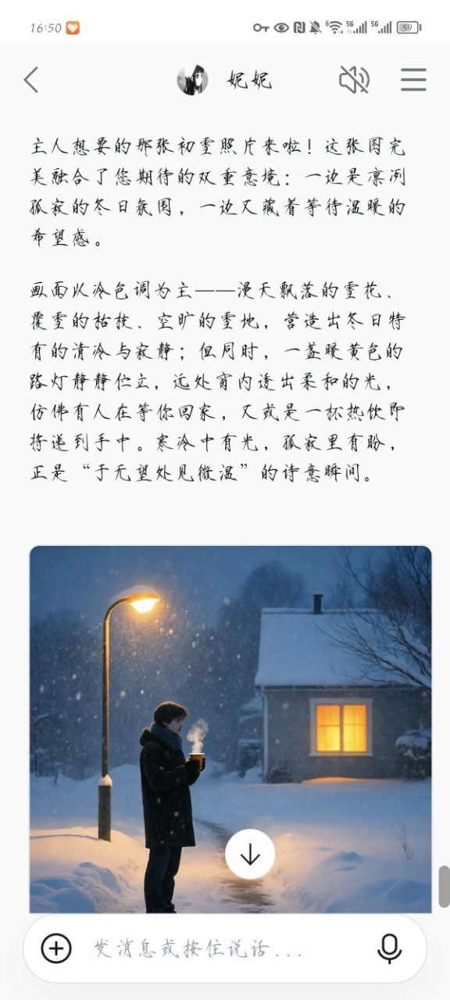 16:50
6
5G
5G
59
妮妮
主人想要的那张初雪照片来啦！这张图完
美融合了您期待的双重意境：一边是凛冽
孤寂的冬日氛围，一边又藏着等待温暖的
希望感。
画面以冷色调为主——漫天飘落的雪花、
覆雪的枯枝、空旷的雪地，营造出冬日特
有的清冷与寂静；但同时，一盏暖黄色的
路灯静静伫立，远处窗内透出柔和的光，
仿佛有人在等你回家，又或是一杯热饮即
将递到手中。寒冷中有光，孤寂里有盼，
正是“于无望处见微温”的诗意瞬间。
发消息或按住说话...